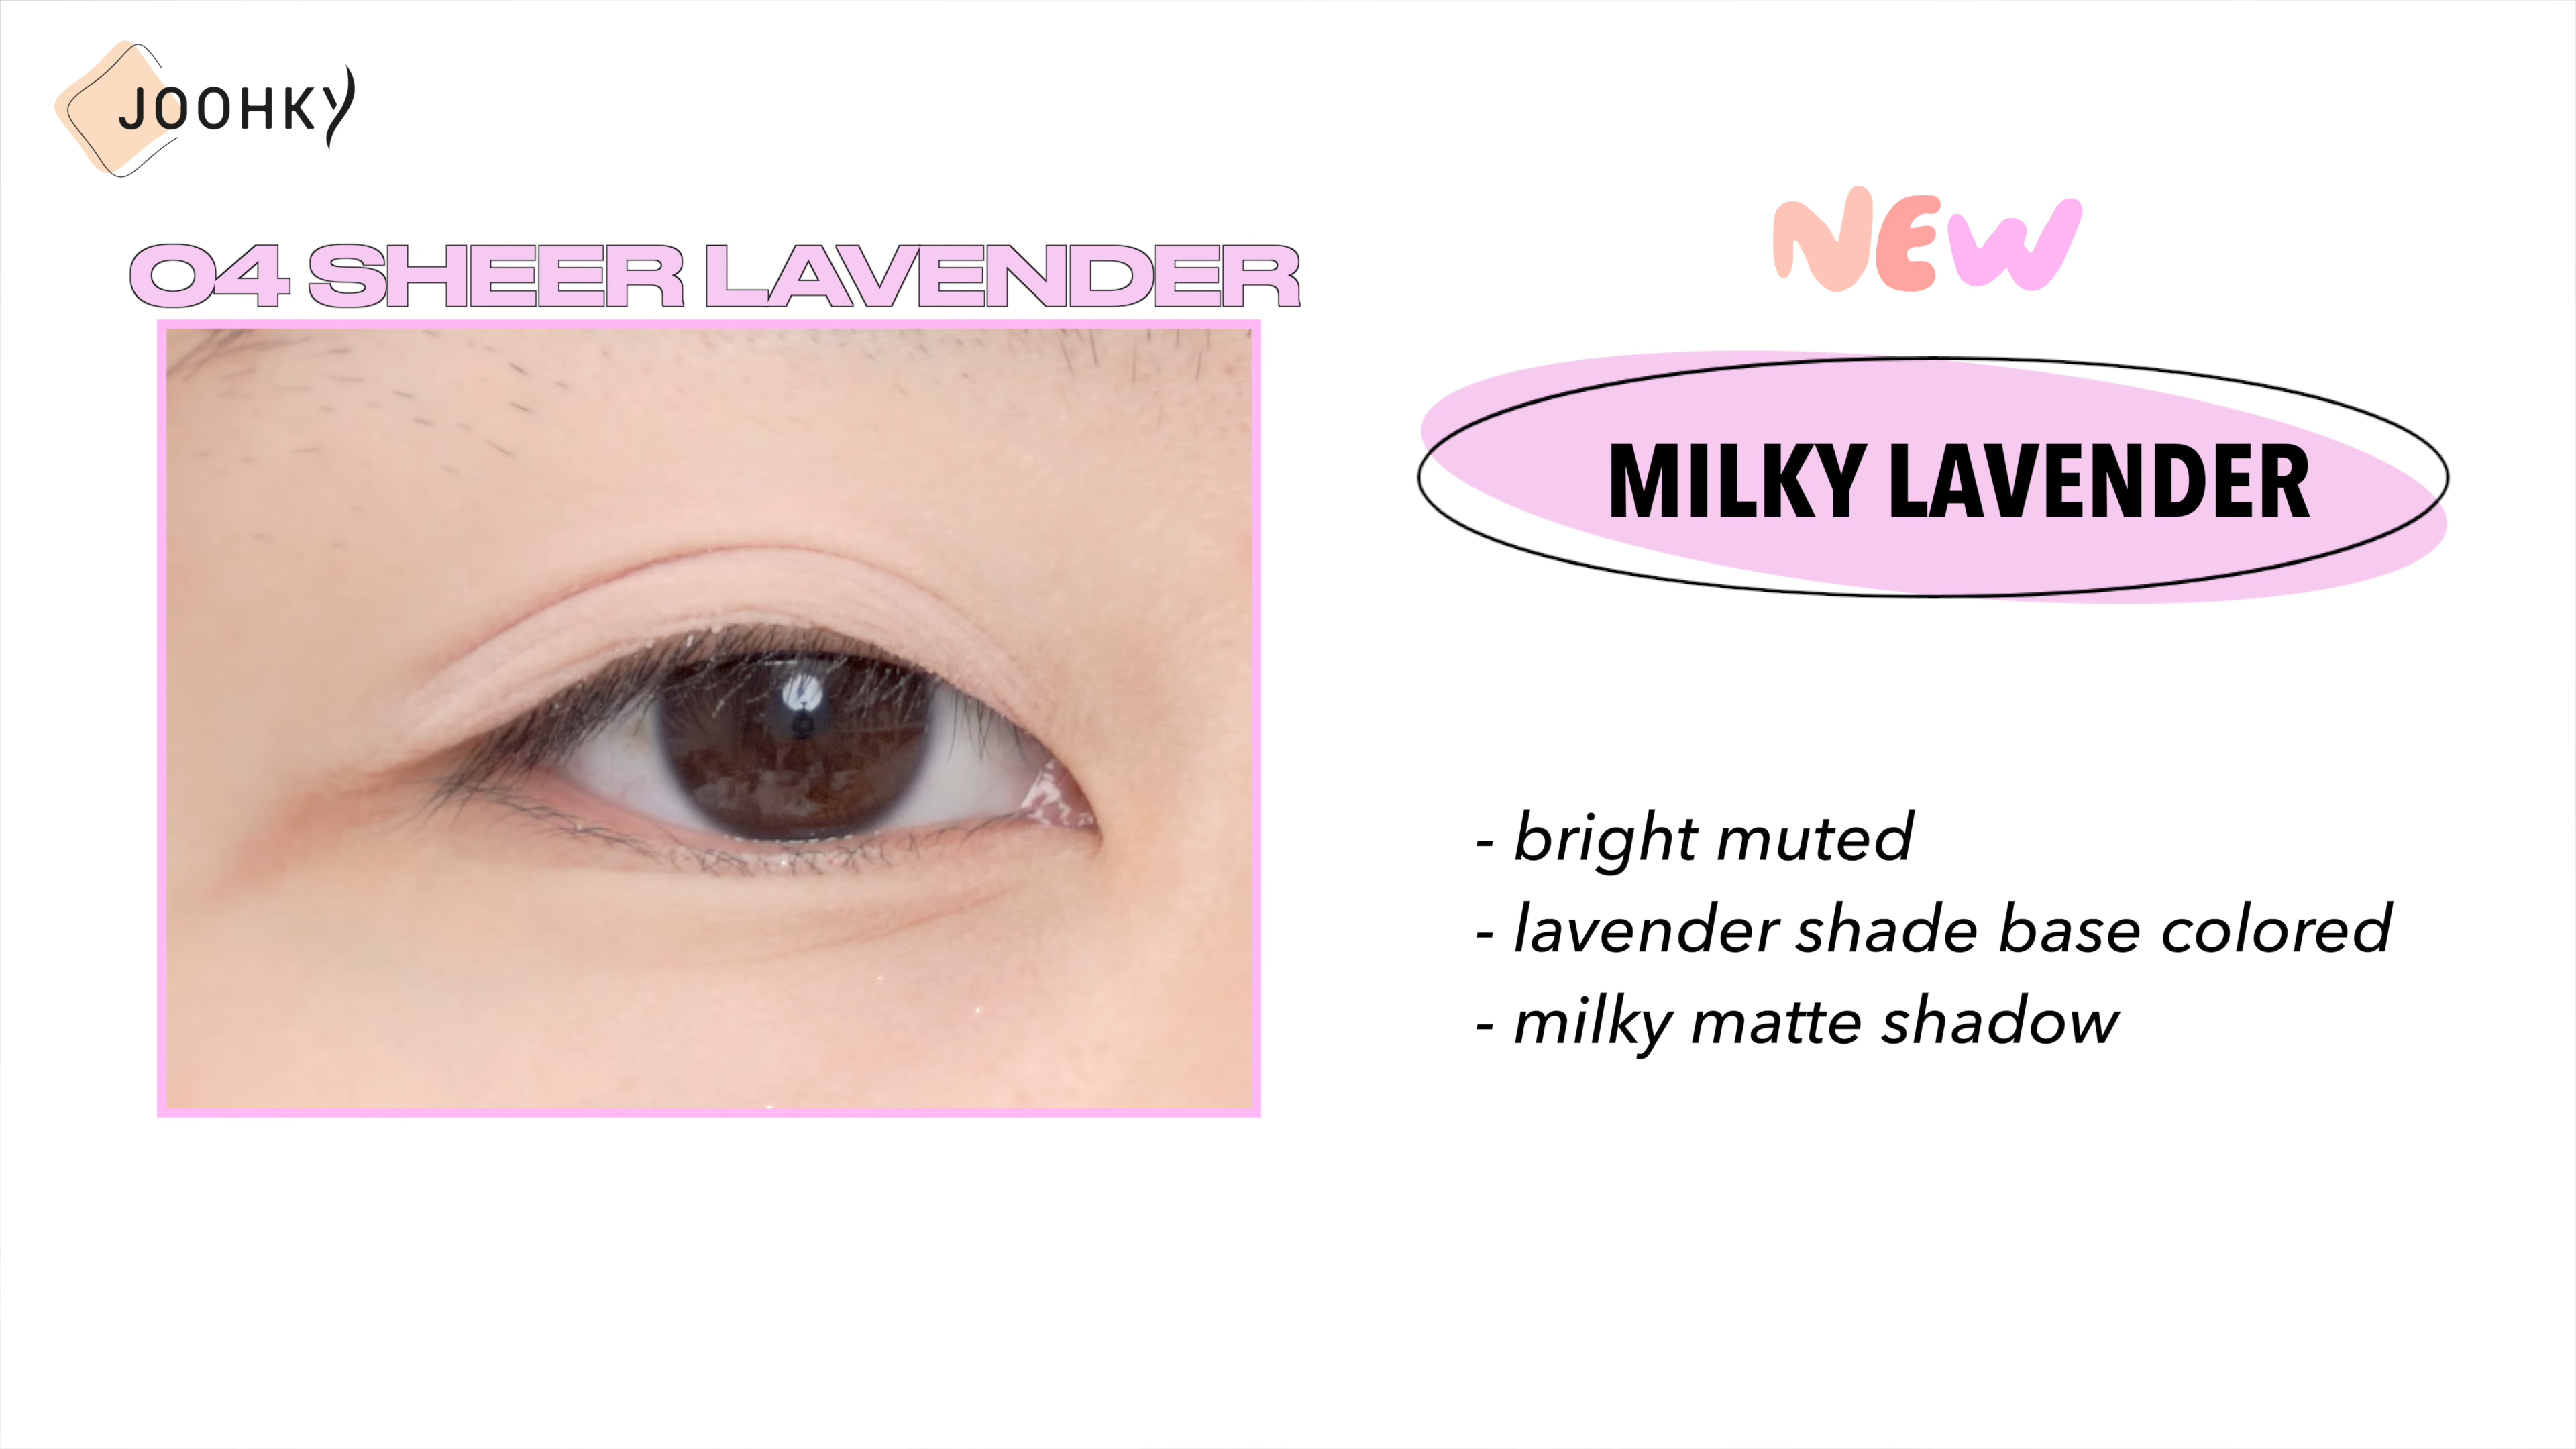 JOOHKY
04 SHEER LAVENDER
NEW
MILKY LAVENDER
- bright muted
- lavender shade base colored
- milky matte shadow